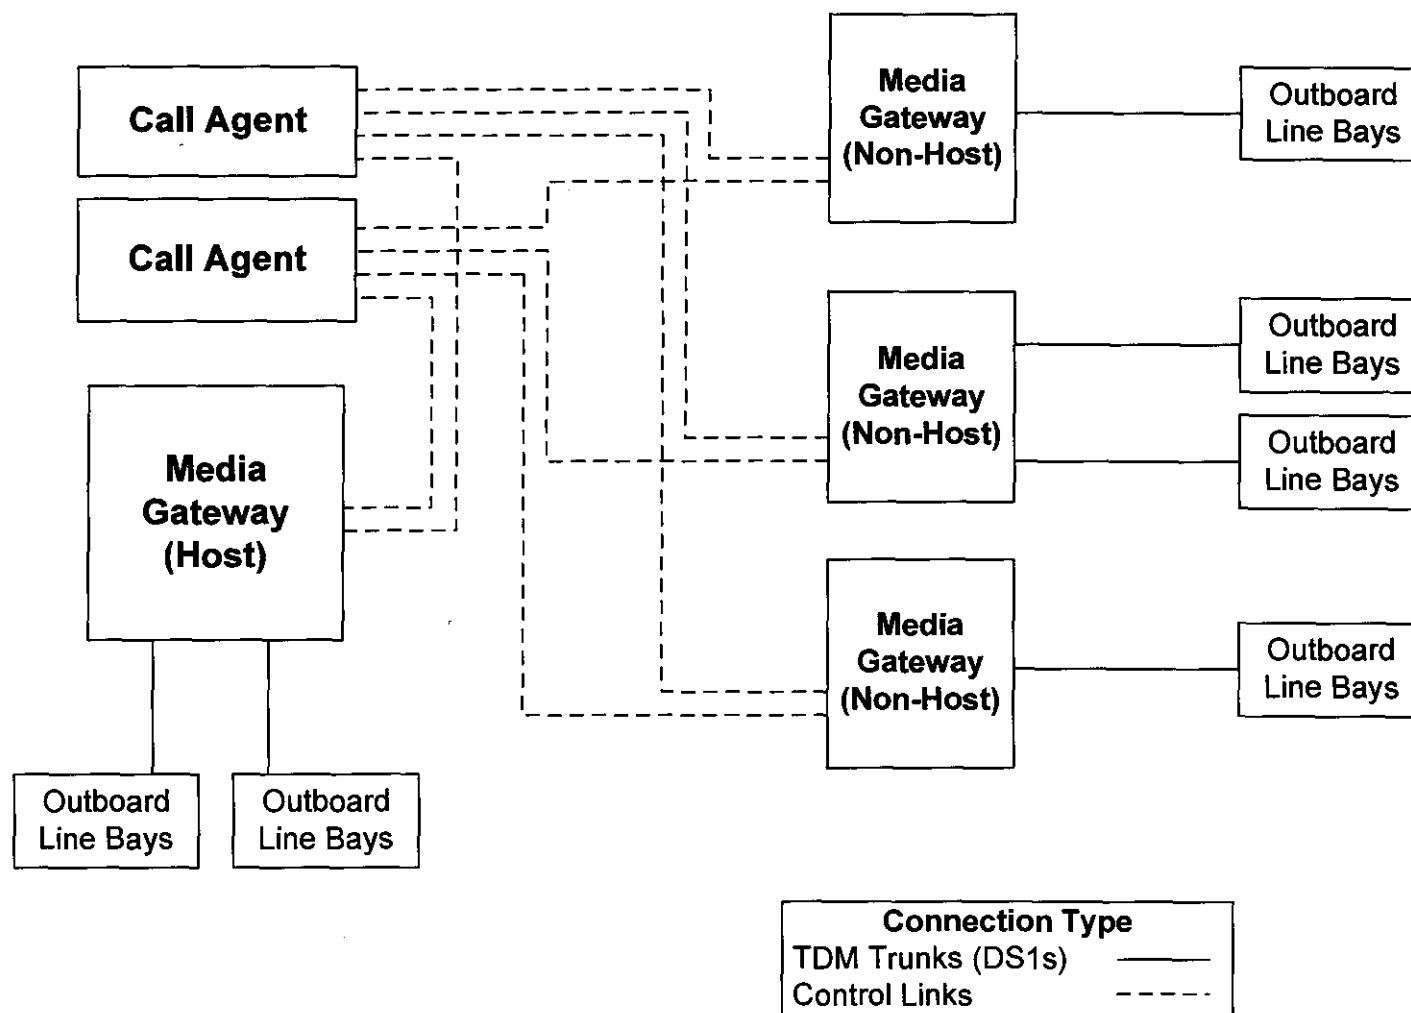 Call Agent
Call Agent
Media
Gateway
(Host)
Outboard
Line Bays
Outboard
Line Bays
Media
Gateway
(Non-Host)
Outboard
Line Bays
Media
Gateway
(Non-Host)
Outboard
Line Bays
Outboard
Line Bays
Media
Gateway
(Non-Host)
Outboard
Line Bays
Connection Type
TDM Trunks (DS1s)
Control Links